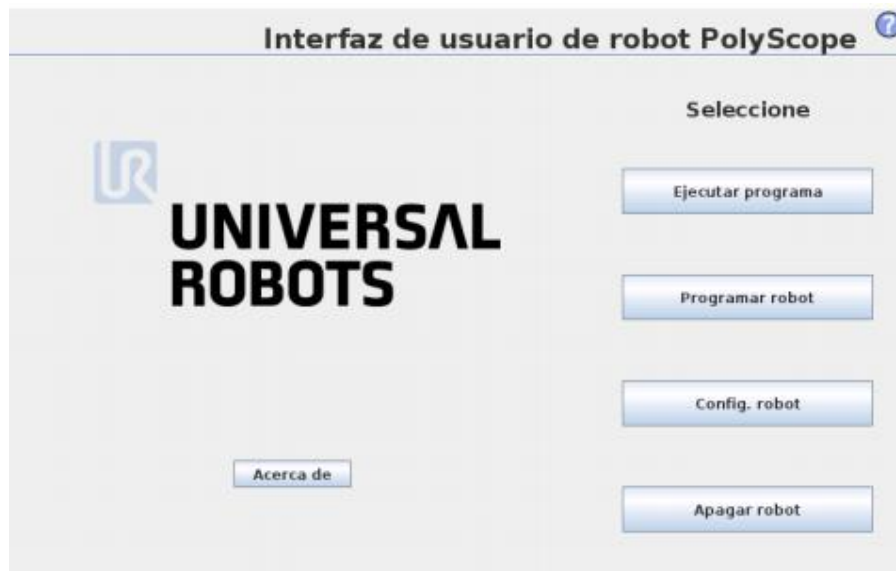 Interfaz de usuario de robot PolyScope ?
Seleccione
UR
UNIVERSAL
ROBOTS
Ejecutar programa
Programar robot
Config. robot
Acerca de
Apagar robot